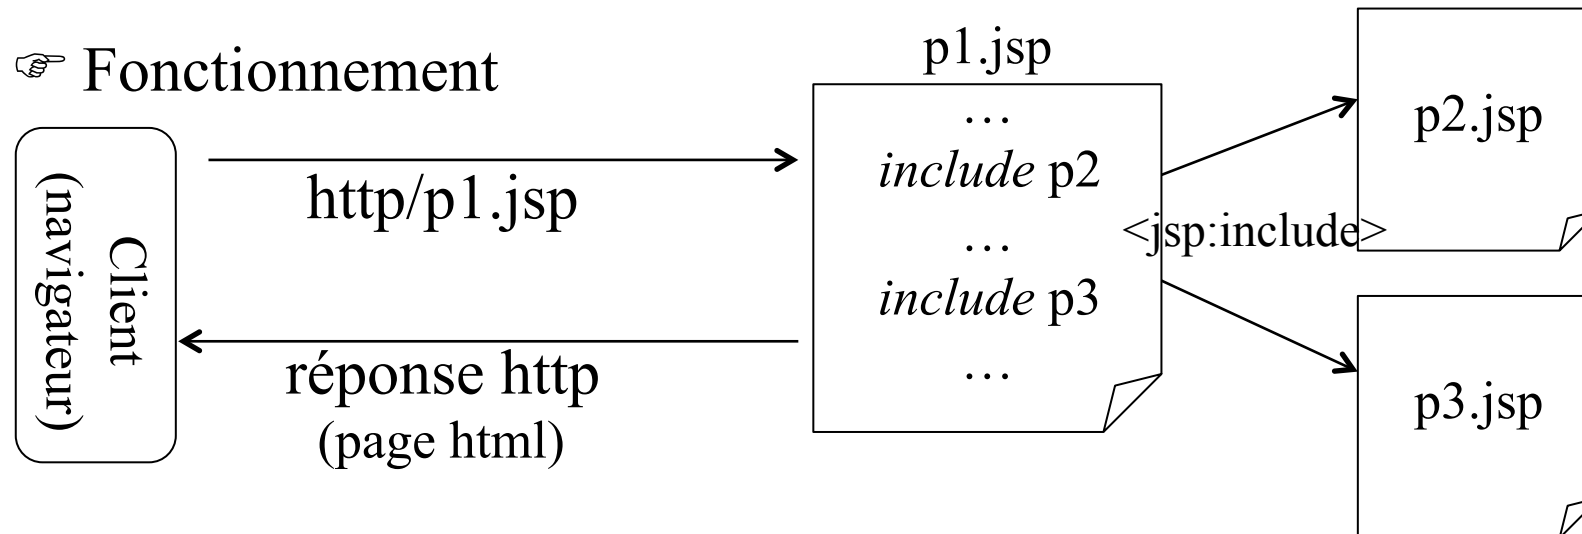 ☞ Fonctionnement
Client
(navigateur)
http/p1.jsp
réponse http
(page html)
p1.jsp
…
include p2
…
include p3
…
<jsp:include>
p2.jsp
p3.jsp